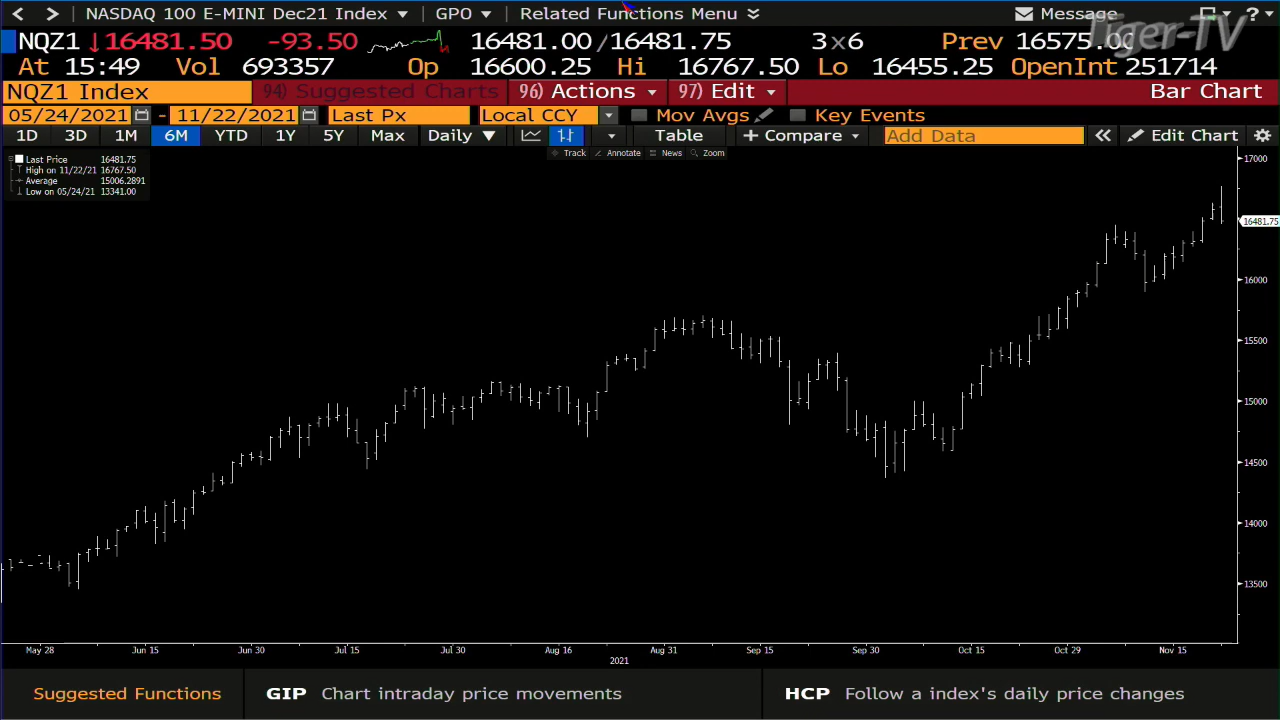 NASDAQ 100 E-MINI Dec21 Index GPO Related Functions Menu Message ?
Tiger-TV
NQZ1 16481.50 -93.50 16481.00/16481.75 3x6 Prev 16575.00
At 15:49 Vol 693357 Op 16600.25 Hi 16767.50 Lo 16455.25 OpenInt 251714
NQZ1 Index 94) Suggested Charts 96) Actions 97) Edit Bar Chart
05/24/2021 - 11/22/2021 Last Px Local CCY Mov Avgs Key Events
1D 3D 1M 6M YTD 1Y 5Y Max Daily Table + Compare Add Data Edit Chart
Track Annotate News Zoom
Last Price 16481.75
High on 11/22/21 16767.50
Average 15006.2891
Low on 05/24/21 13341.00
17000
16481.75
16000
15500
15000
14500
14000
13500
May 28 Jun 15 Jun 30 Jul 15 Jul 30 Aug 16 Aug 31 Sep 15 Sep 30 Oct 15 Oct 29 Nov 15
2021
Suggested Functions GIP Chart intraday price movements HCP Follow a index's daily price changes